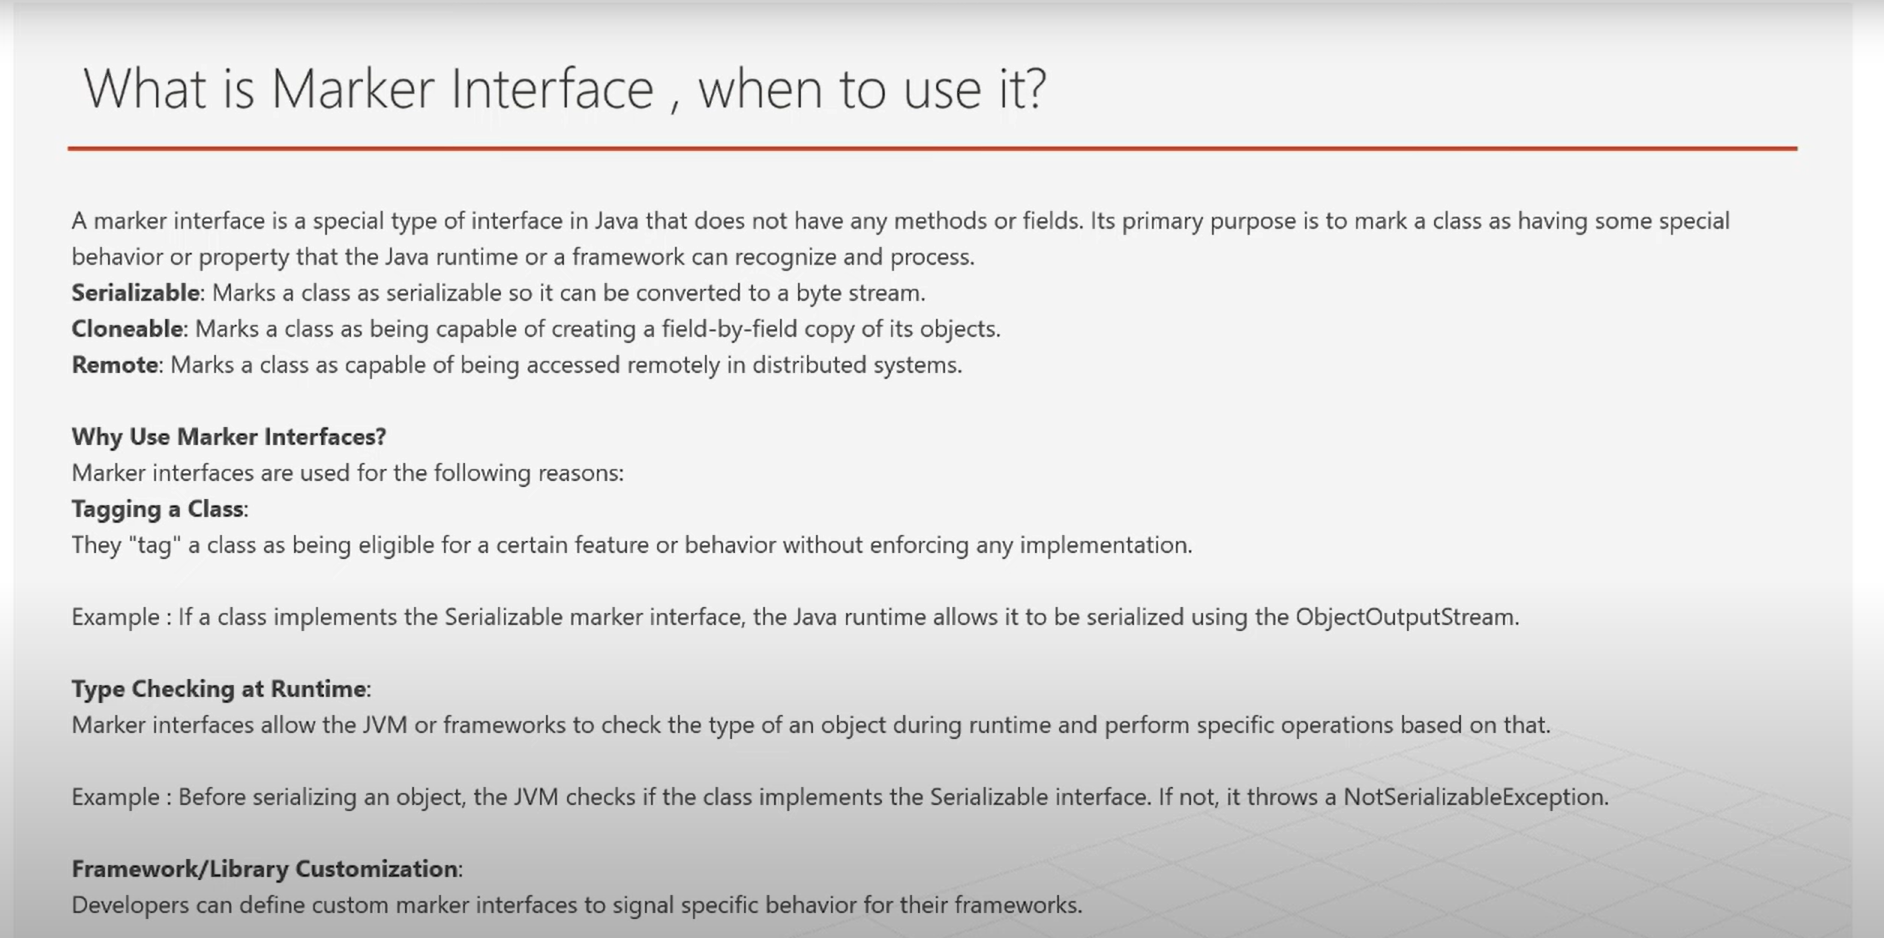 What is Marker Interface , when to use it?
A marker interface is a special type of interface in Java that does not have any methods or fields. Its primary purpose is to mark a class as having some special
behavior or property that the Java runtime or a framework can recognize and process.
Serializable: Marks a class as serializable so it can be converted to a byte stream.
Cloneable: Marks a class as being capable of creating a field-by-field copy of its objects.
Remote: Marks a class as capable of being accessed remotely in distributed systems.
Why Use Marker Interfaces?
Marker interfaces are used for the following reasons:
Tagging a Class:
They "tag" a class as being eligible for a certain feature or behavior without enforcing any implementation.
Example : If a class implements the Serializable marker interface, the Java runtime allows it to be serialized using the ObjectOutputStream.
Type Checking at Runtime:
Marker interfaces allow the JVM or frameworks to check the type of an object during runtime and perform specific operations based on that.
Example : Before serializing an object, the JVM checks if the class implements the Serializable interface. If not, it throws a NotSerializableException.
Framework/Library Customization:
Developers can define custom marker interfaces to signal specific behavior for their frameworks.